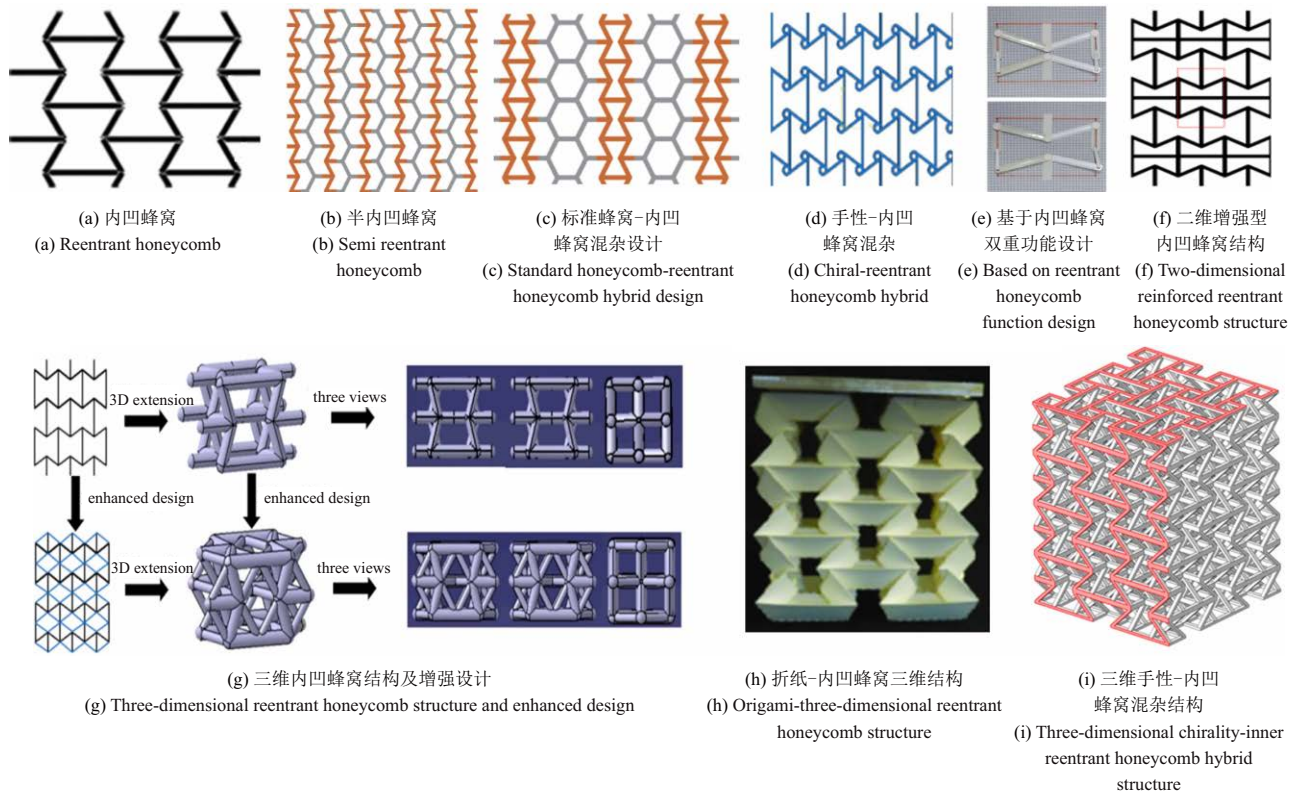 (a) 内凹蜂窝
(a) Reentrant honeycomb
(b) 半内凹蜂窝
(b) Semi reentrant
honeycomb
(c) 标准蜂窝-内凹
蜂窝混杂设计
(c) Standard honeycomb-reentrant
honeycomb hybrid design
(d) 手性-内凹
蜂窝混杂
(d) Chiral-reentrant
honeycomb hybrid
(e) 基于内凹蜂窝
双重功能设计
(e) Based on reentrant
honeycomb
function design
(f) 二维增强型
内凹蜂窝结构
(f) Two-dimensional
reinforced reentrant
honeycomb structure
3D extension
three views
enhanced design
enhanced design
3D extension
three views
(g) 三维内凹蜂窝结构及增强设计
(g) Three-dimensional reentrant honeycomb structure and enhanced design
(h) 折纸-内凹蜂窝三维结构
(h) Origami-three-dimensional reentrant
honeycomb structure
(i) 三维手性-内凹
蜂窝混杂结构
(i) Three-dimensional chirality-inner
reentrant honeycomb hybrid
structure